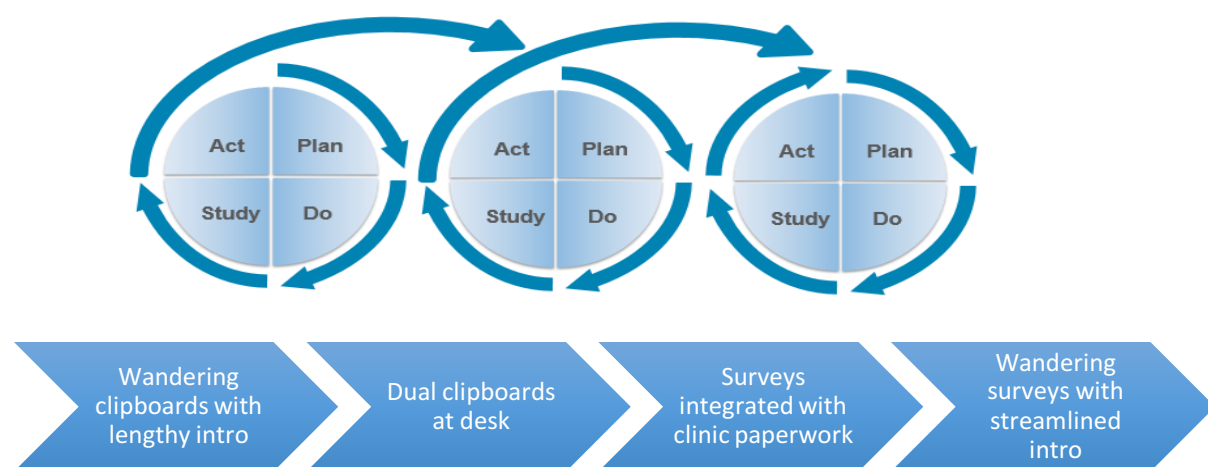 Act Plan
Study Do
Act Plan
Study Do
Act Plan
Study Do
Wandering
clipboards with
lengthy intro
Dual clipboards
at desk
Surveys
integrated with
clinic paperwork
Wandering
surveys with
streamlined
intro